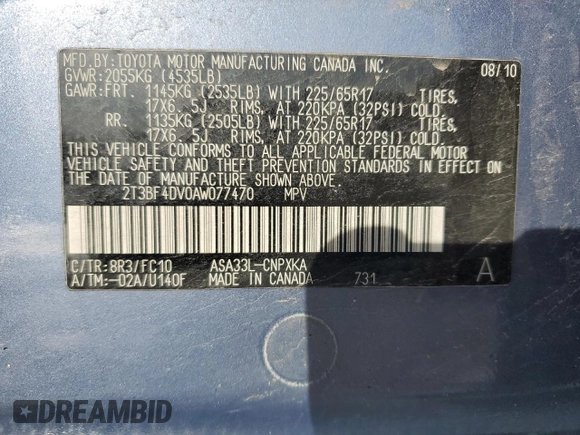 MFD.BY:TOYOTA MOTOR MANUFACTURING CANADA INC.
GVWR:2055KG (4535LB) 08/10
GAWR:FRT. 1145KG (2535LB) WITH 225/65R17 TIRES,
17X6.5J RIMS, AT 220KPA (32PSI) COLD
RR. 1135KG (2505LB) WITH 225/65R17 TIRES,
17X6.5J RIMS, AT 220KPA (32PSI) COLD.
THIS VEHICLE CONFORMS TO ALL APPLICABLE FEDERAL MOTOR
VEHICLE SAFETY AND THEFT PREVENTION STANDARDS IN EFFECT ON
THE DATE OF MANUFACTURE SHOWN ABOVE.
2T3BF4DV0AW077470 MPV
C/TR:8R3/FC10 ASA33L-CNPXKA A
A/TM:-02A/U140F MADE IN CANADA 731
DREAMBID